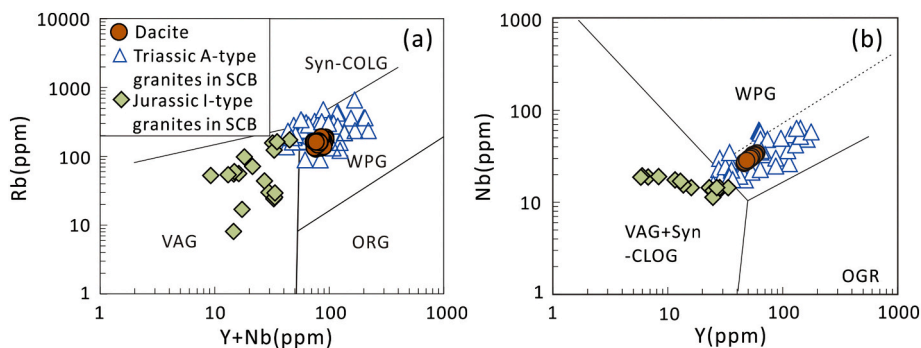 (a)
Dacite
Triassic A-type
granites in SCB
Jurassic I-type
granites in SCB
Syn-COLG
WPG
VAG
ORG
Rb(ppm)
10000
1000
100
10
1
1
10
100
1000
Y+Nb(ppm)
(b)
WPG
VAG+Syn
-CLOG
OGR
Nb(ppm)
1000
100
10
1
1
10
100
1000
Y(ppm)